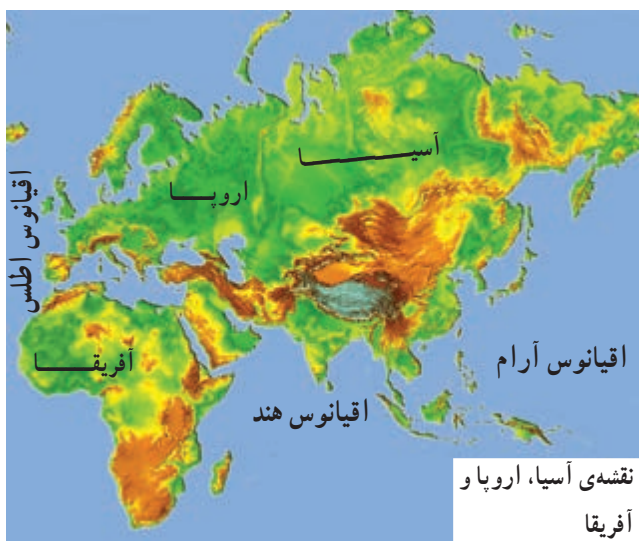 آسیا
اروپا
اقیانوس اطلس
آفریقا
اقیانوس آرام
اقیانوس هند
نقشه‌ی آسیا، اروپا و
آفریقا